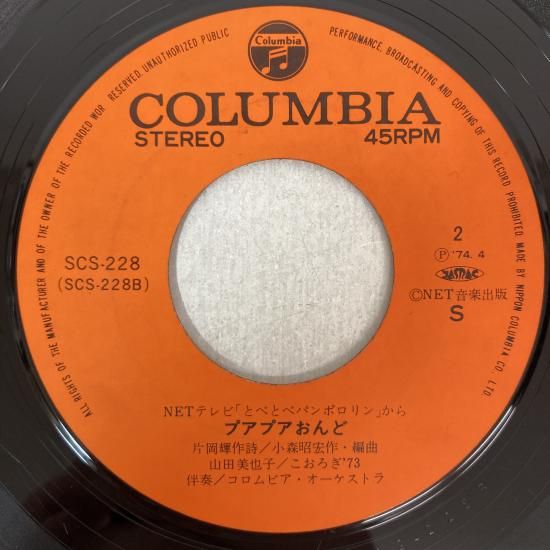 ALL RIGHTS OF THE MANUFACTURER AND OF THE OWNER OF THE RECORDED WOR. RESERVED. UNAUTHORIZED PUBLIC PERFORMANCE, BROADCASTING AND COPYING OF THIS RECORD PROHIBITED. MADE BY NIPPON COLUMBIA CO. LTD.
Columbia
COLUMBIA
STEREO 45RPM
2
SCS-228 Ⓟ '74. 4
(SCS-228B) JASRAC
©NET音楽出版
S
NETテレビ「とべとべパンポロリン」から
プアプアおんど
片岡輝作詩/小森昭宏作・編曲
山田美也子/こおろぎ'73
伴奏/コロムビア・オーケストラ